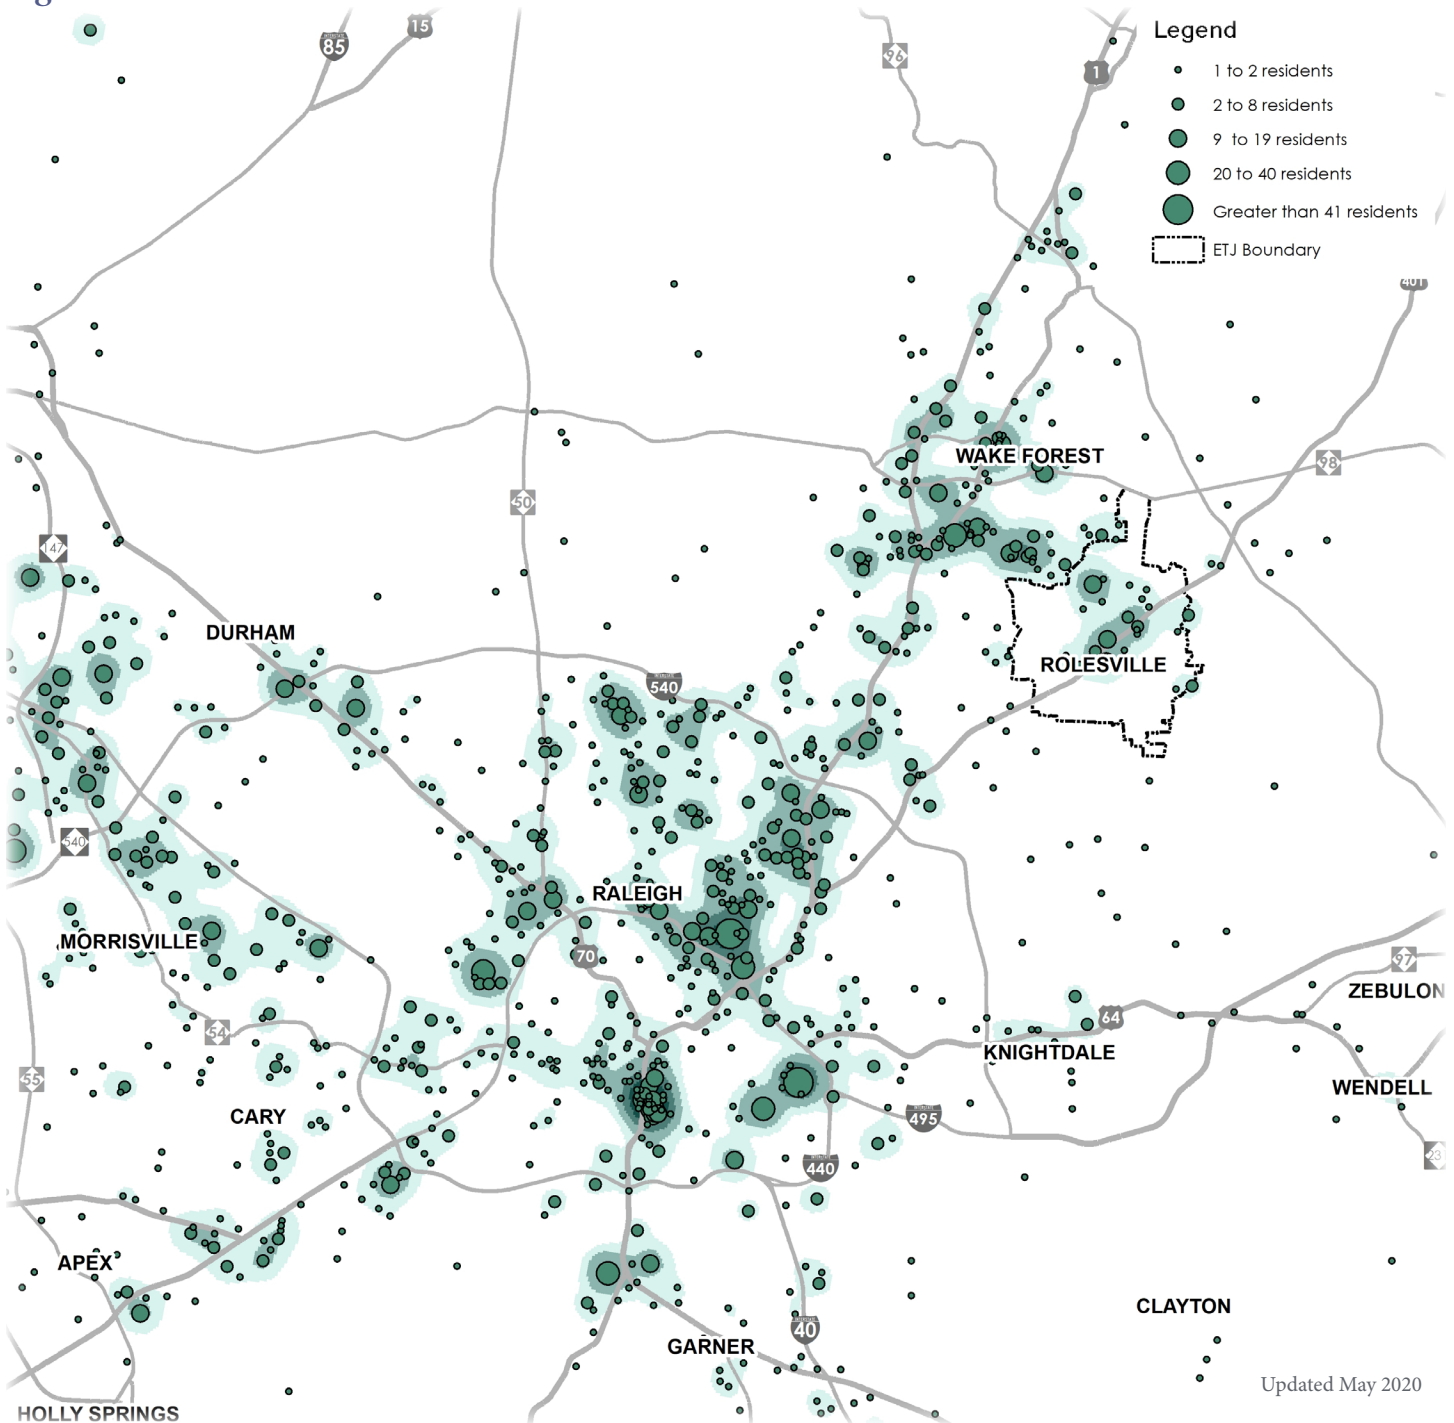 g
Legend
1 to 2 residents
2 to 8 residents
9 to 19 residents
20 to 40 residents
Greater than 41 residents
ETJ Boundary
15
85
96
1
401
WAKE FOREST
98
50
147
DURHAM
ROLESVILLE
540
540
RALEIGH
MORRISVILLE
70
97
ZEBULON
64
54
KNIGHTDALE
55
WENDELL
CARY
495
440
231
APEX
CLAYTON
40
GARNER
Updated May 2020
HOLLY SPRINGS